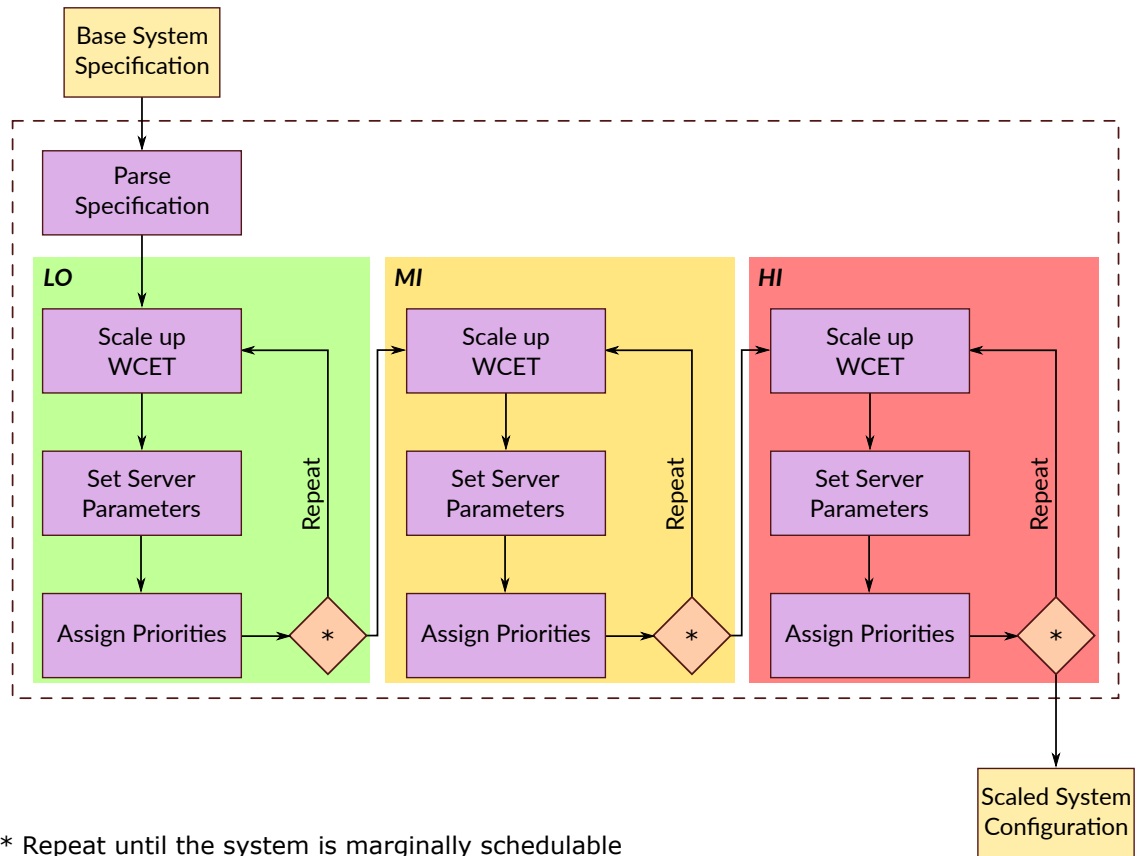 Base System
Specification
Parse
Specification
LO
Scale up
WCET
Set Server
Parameters
Assign Priorities
*
Repeat
MI
Scale up
WCET
Set Server
Parameters
Assign Priorities
*
Repeat
HI
Scale up
WCET
Set Server
Parameters
Assign Priorities
*
Repeat
Scaled System
Configuration
* Repeat until the system is marginally schedulable